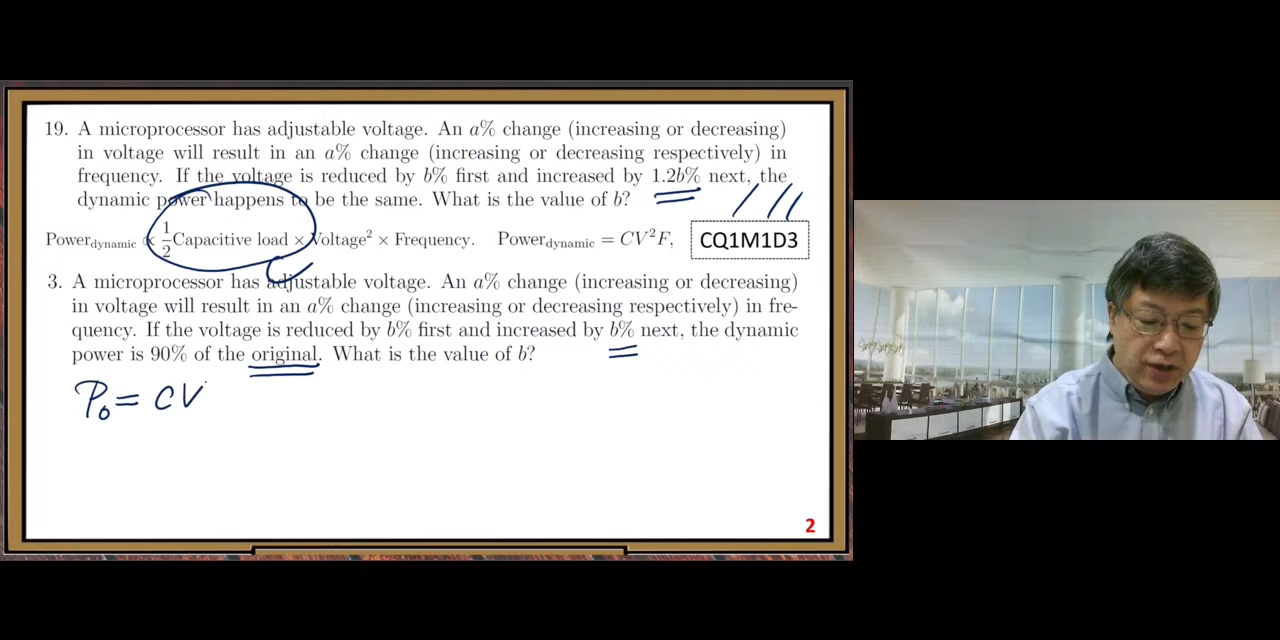 19. A microprocessor has adjustable voltage. An a% change (increasing or decreasing)
in voltage will result in an a% change (increasing or decreasing respectively) in
frequency. If the voltage is reduced by b% first and increased by 1.2b% next, the
dynamic power happens to be the same. What is the value of b?
Power_dynamic ∝ 1/2 Capacitive load × Voltage² × Frequency. Power_dynamic = CV²F, CQ1M1D3
3. A microprocessor has adjustable voltage. An a% change (increasing or decreasing)
in voltage will result in an a% change (increasing or decreasing respectively) in fre-
quency. If the voltage is reduced by b% first and increased by b% next, the dynamic
power is 90% of the original. What is the value of b?
P₀ = CV
2